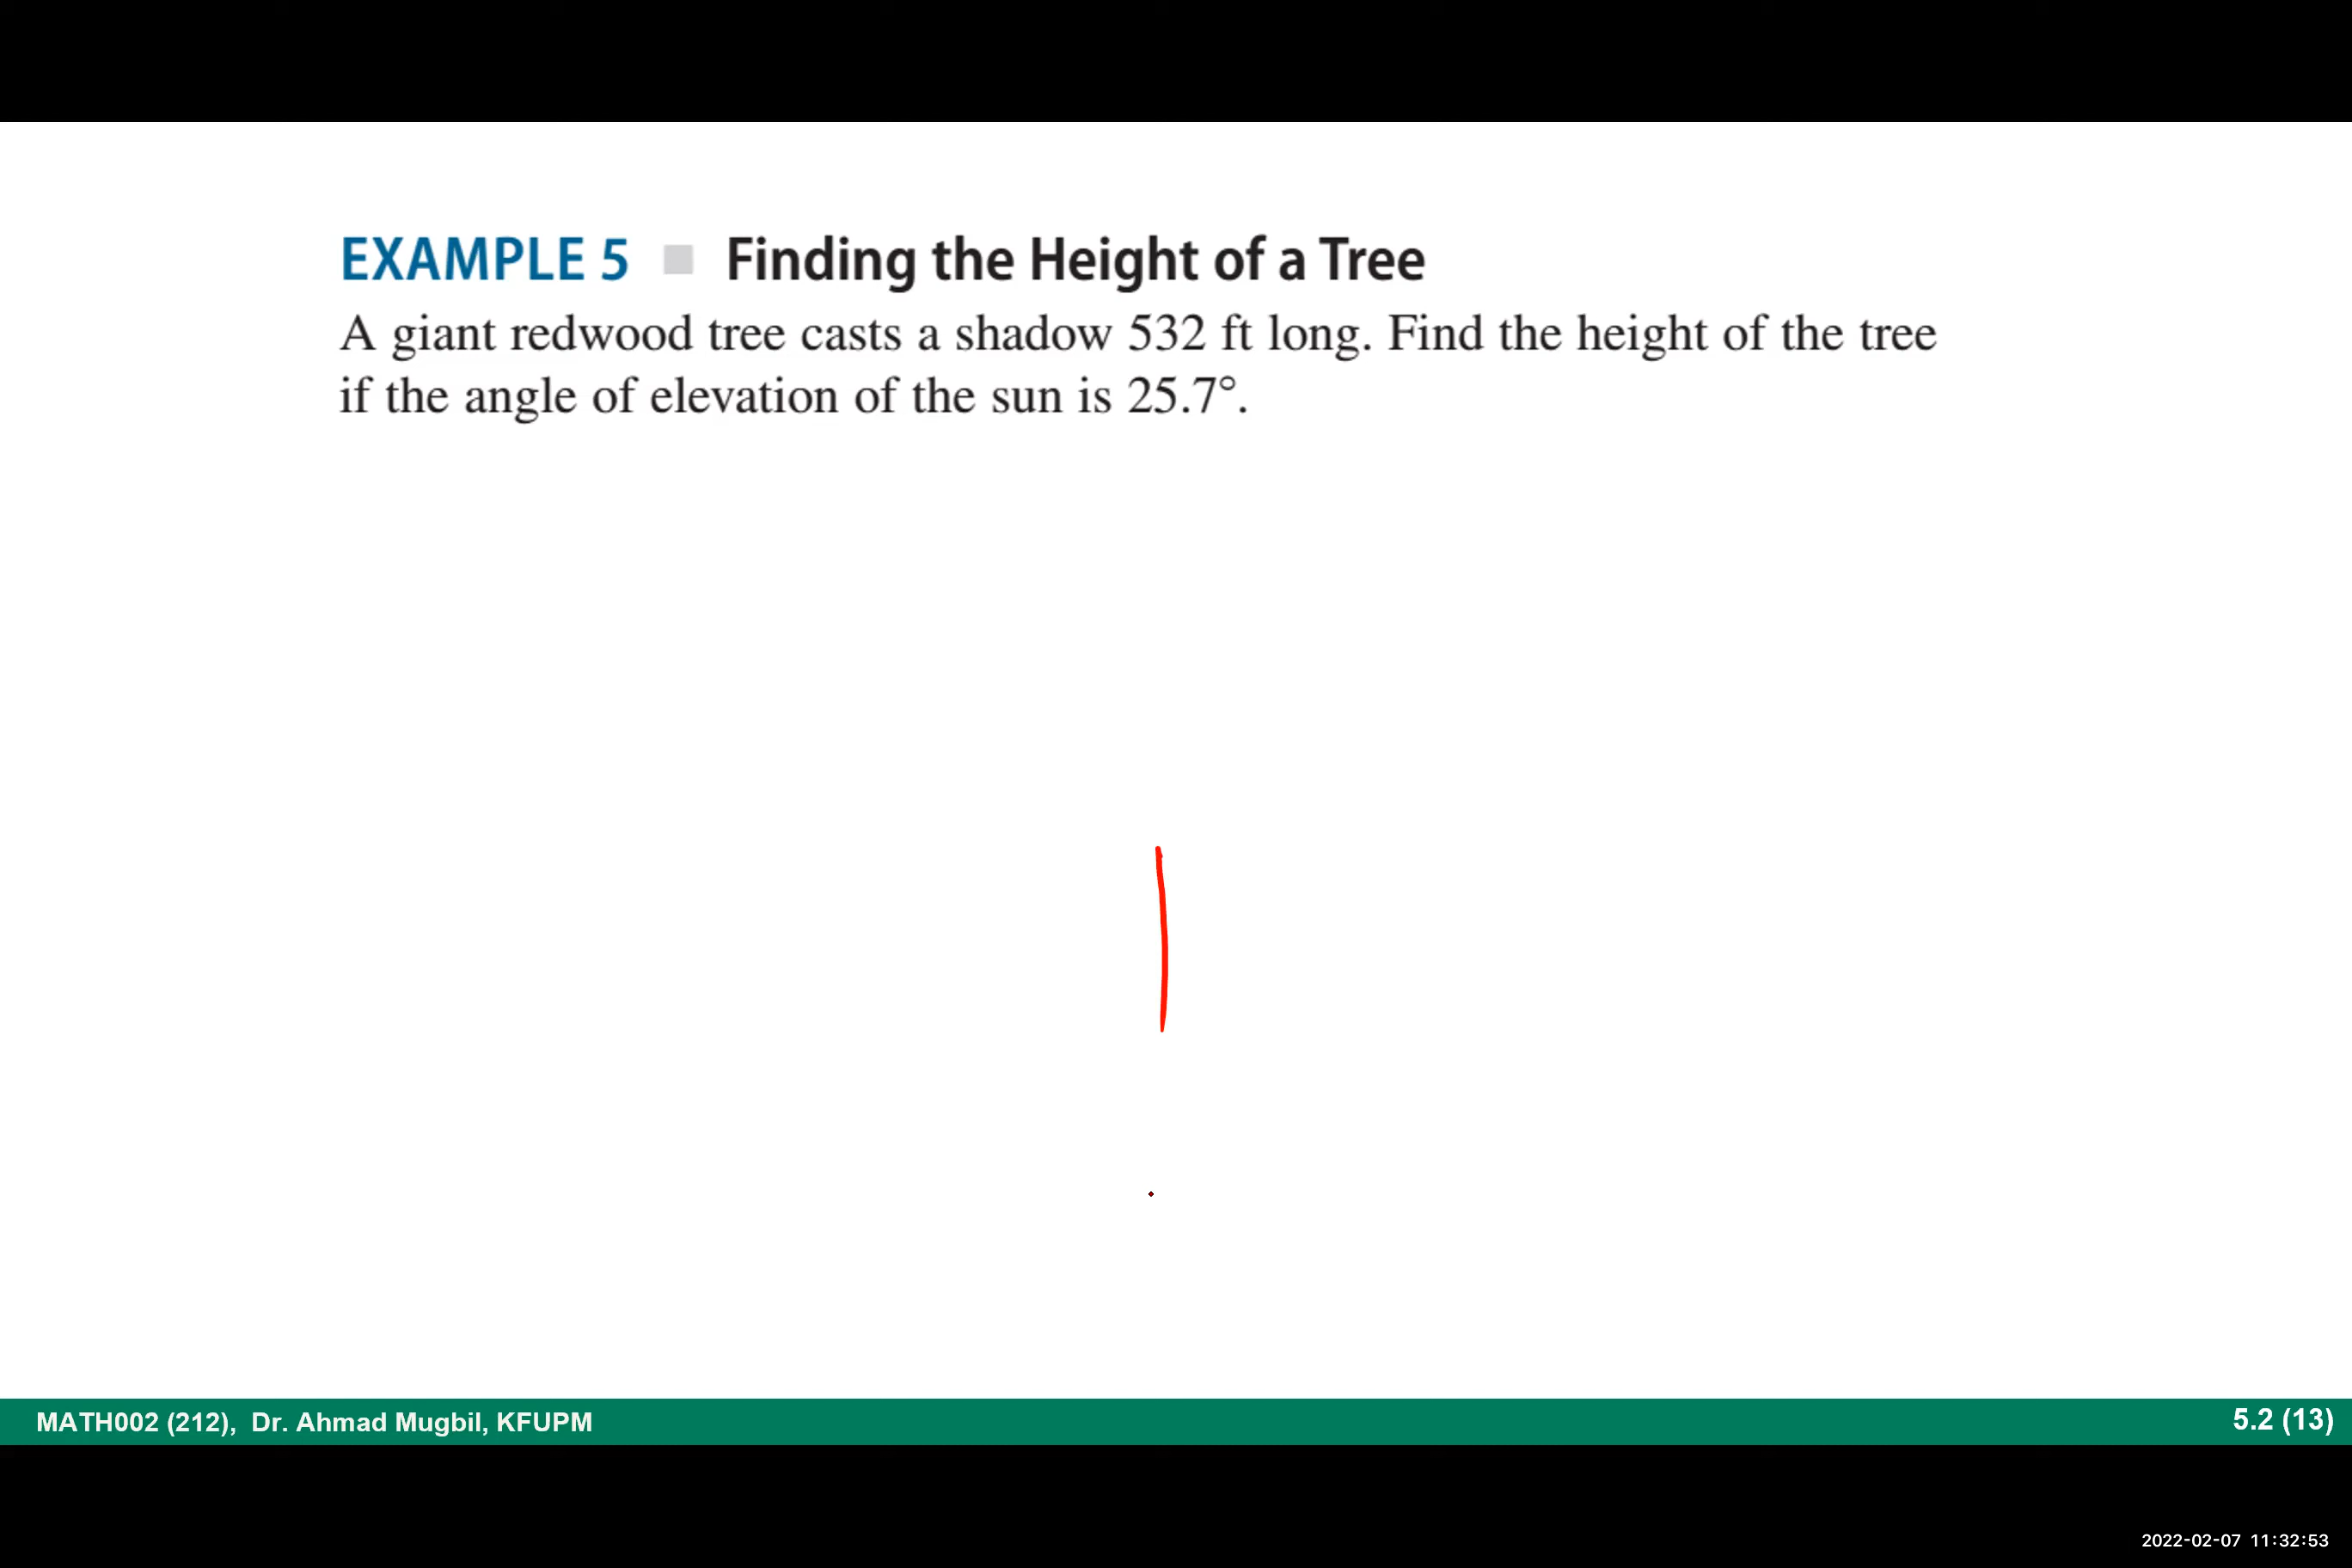 EXAMPLE 5 ■ Finding the Height of a Tree
A giant redwood tree casts a shadow 532 ft long. Find the height of the tree
if the angle of elevation of the sun is 25.7°.
MATH002 (212), Dr. Ahmad Mugbil, KFUPM
5.2 (13)
2022-02-07 11:32:53